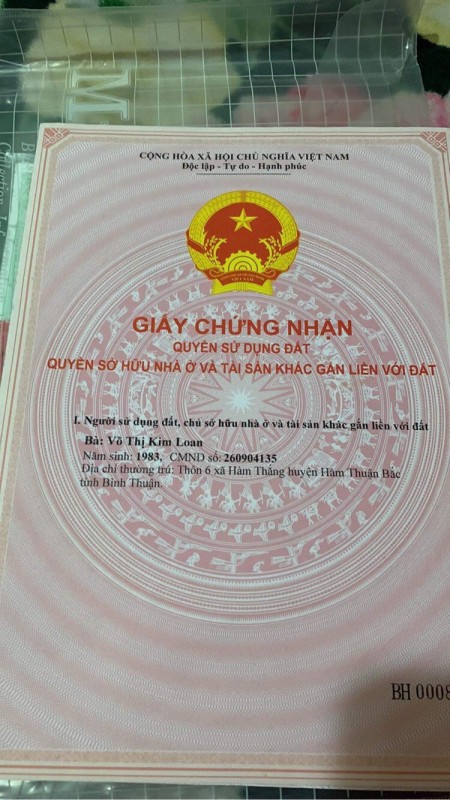 CỘNG HÒA XÃ HỘI CHỦ NGHĨA VIỆT NAM
Độc lập - Tự do - Hạnh phúc
VIỆT NAM
GIẤY CHỨNG NHẬN
QUYỀN SỬ DỤNG ĐẤT
QUYỀN SỞ HỮU NHÀ Ở VÀ TÀI SẢN KHÁC GẮN LIỀN VỚI ĐẤT
I. Người sử dụng đất, chủ sở hữu nhà ở và tài sản khác gắn liền với đất
Bà: Võ Thị Kim Loan
Năm sinh: 1983, CMND số: 260904135
Địa chỉ thường trú: Thôn 6 xã Hàm Thắng huyện Hàm Thuận Bắc
tỉnh Bình Thuận.
BH 0008